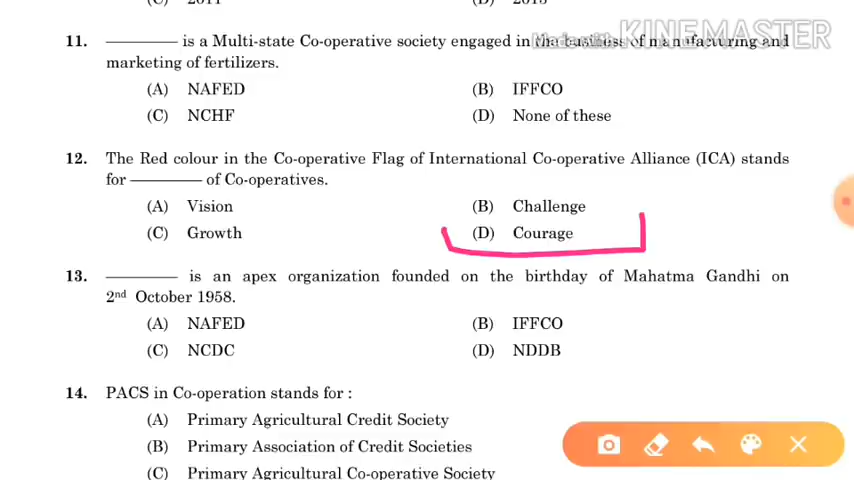 (C) 2011 (D) 2013
11. ———— is a Multi-state Co-operative society engaged in the business of manufacturing and
Made with KINEMASTER
marketing of fertilizers.
(A) NAFED (B) IFFCO
(C) NCHF (D) None of these
12. The Red colour in the Co-operative Flag of International Co-operative Alliance (ICA) stands
for ———— of Co-operatives.
(A) Vision (B) Challenge
(C) Growth (D) Courage
13. ———— is an apex organization founded on the birthday of Mahatma Gandhi on
2nd October 1958.
(A) NAFED (B) IFFCO
(C) NCDC (D) NDDB
14. PACS in Co-operation stands for :
(A) Primary Agricultural Credit Society
(B) Primary Association of Credit Societies
(C) Primary Agricultural Co-operative Society